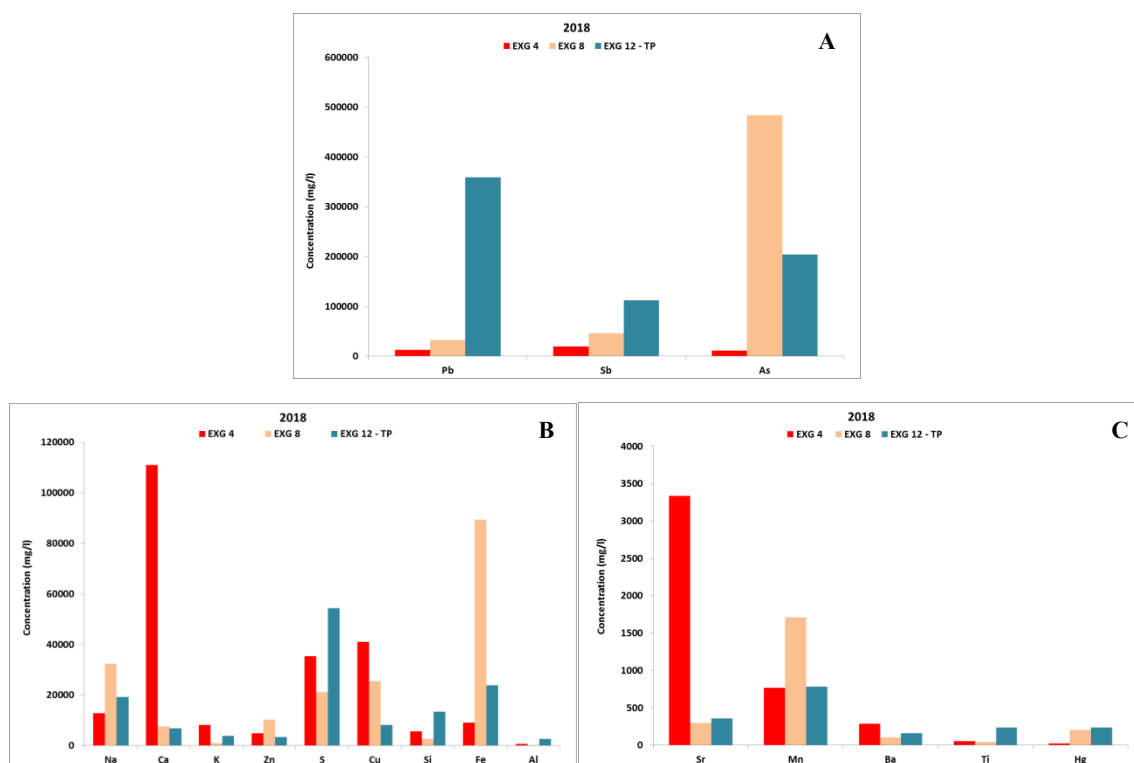 2018
A
EXG 4 EXG 8 EXG 12 - TP
600000
500000
400000
300000
200000
100000
0
Concentration (mg/l)
Pb Sb As
2018
B
EXG 4 EXG 8 EXG 12 - TP
120000
100000
80000
60000
40000
20000
0
Concentration (mg/l)
Na Ca K Zn S Cu Si Fe Al
2018
C
EXG 4 EXG 8 EXG 12 - TP
4000
3500
3000
2500
2000
1500
1000
500
0
Concentration (mg/l)
Sr Mn Ba Ti Hg